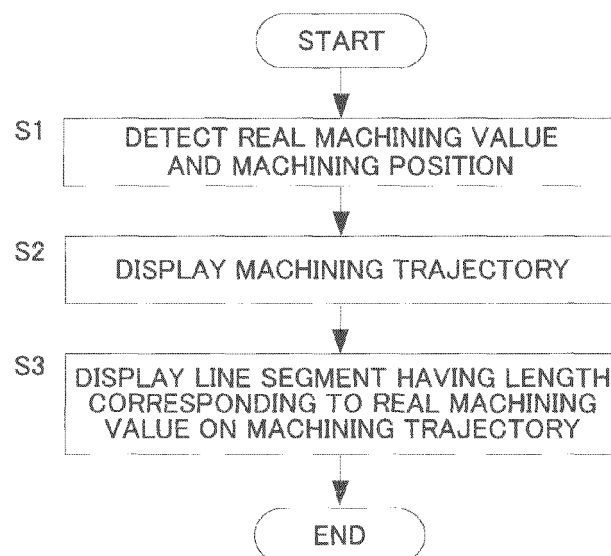 START
S1
DETECT REAL MACHINING VALUE
AND MACHINING POSITION
S2
DISPLAY MACHINING TRAJECTORY
S3
DISPLAY LINE SEGMENT HAVING LENGTH
CORRESPONDING TO REAL MACHINING
VALUE ON MACHINING TRAJECTORY
END